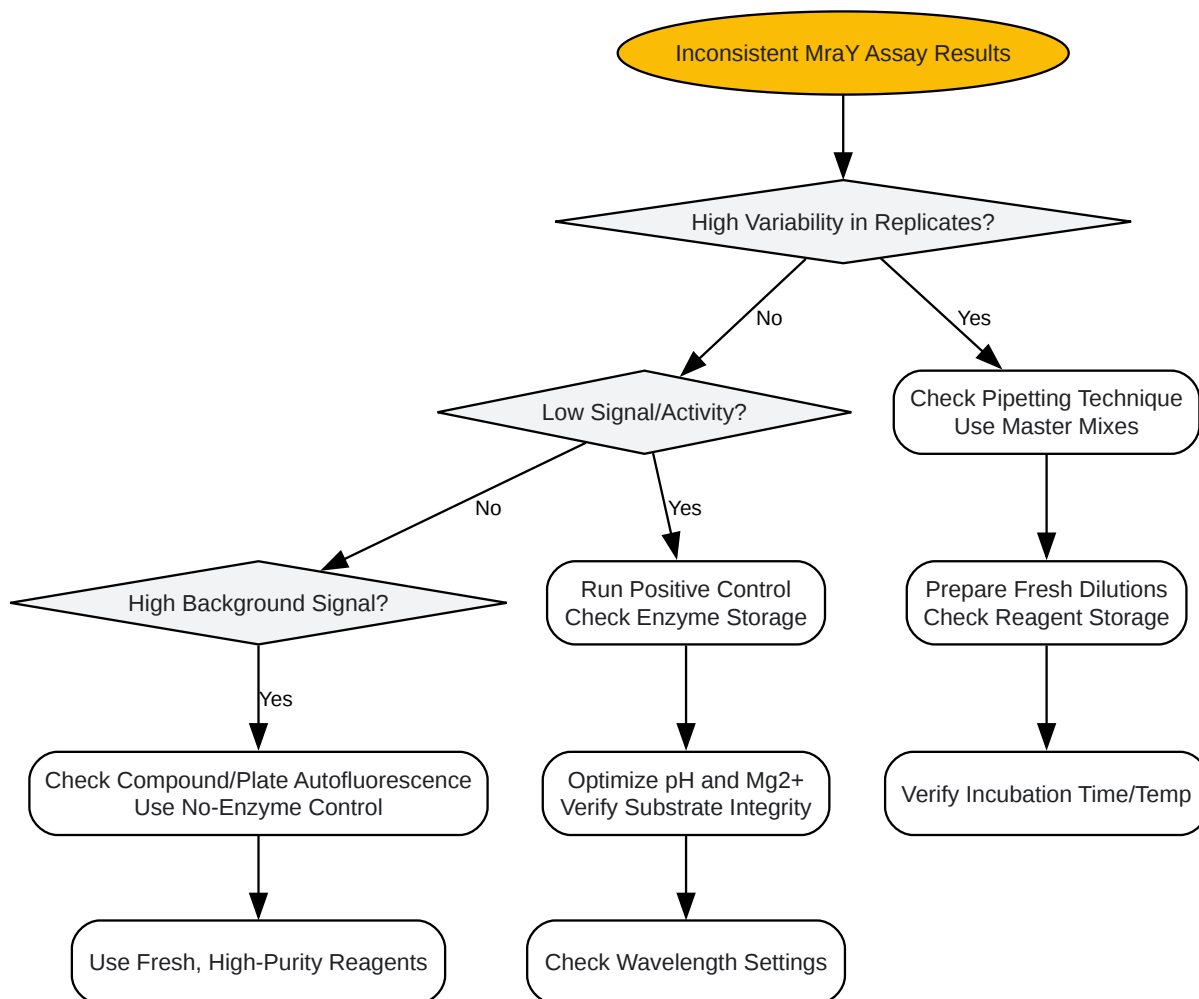 Inconsistent MraY Assay Results
High Variability in Replicates?
No
Yes
Low Signal/Activity?
Check Pipetting Technique
Use Master Mixes
No
Yes
High Background Signal?
Run Positive Control
Check Enzyme Storage
Prepare Fresh Dilutions
Check Reagent Storage
Yes
Check Compound/Plate Autofluorescence
Use No-Enzyme Control
Optimize pH and Mg2+
Verify Substrate Integrity
Verify Incubation Time/Temp
Use Fresh, High-Purity Reagents
Check Wavelength Settings